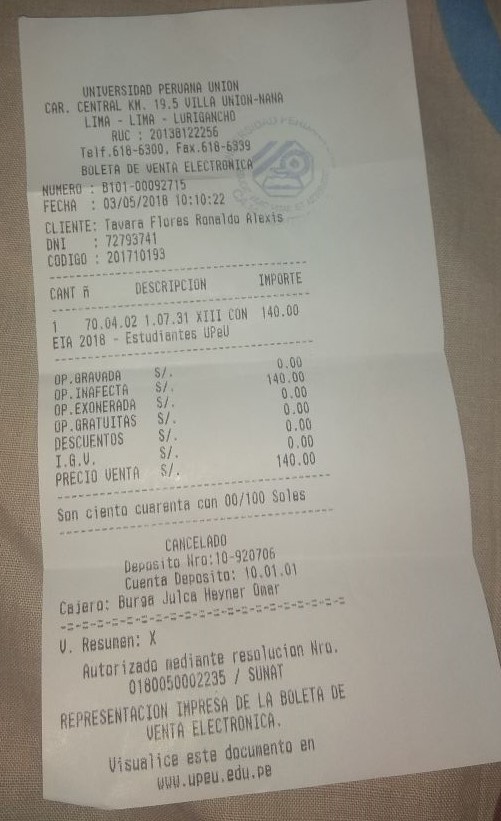 UNIVERSIDAD PERUANA UNION
CAR. CENTRAL KM. 19.5 VILLA UNION-NANA
LIMA - LIMA - LURIGANCHO
RUC : 20138122256
Telf.618-6300, Fax.618-6339
BOLETA DE VENTA ELECTRONICA
NUMERO : B101-00092715
FECHA : 03/05/2018 10:10:22
CLIENTE: Tavara Flores Ronaldo Alexis
DNI : 72793741
CODIGO : 201710193
CANT ñ DESCRIPCION IMPORTE
1 70.04.02 1.07.31 XIII CON 140.00
EIA 2018 - Estudiantes UPeU
OP.GRAVADA S/. 0.00
OP.INAFECTA S/. 140.00
OP.EXONERADA S/. 0.00
OP.GRATUITAS S/. 0.00
DESCUENTOS S/. 0.00
I.G.V. S/. 0.00
PRECIO VENTA S/. 140.00
Son ciento cuarenta con 00/100 Soles
CANCELADO
Deposito Nro:10-920706
Cuenta Deposito: 10.01.01
Cajero: Burga Julca Heyner Omar
V. Resumen: X
Autorizado mediante resolucion Nro.
0180050002235 / SUNAT
REPRESENTACION IMPRESA DE LA BOLETA DE
VENTA ELECTRONICA.
Visualice este documento en
www.upeu.edu.pe